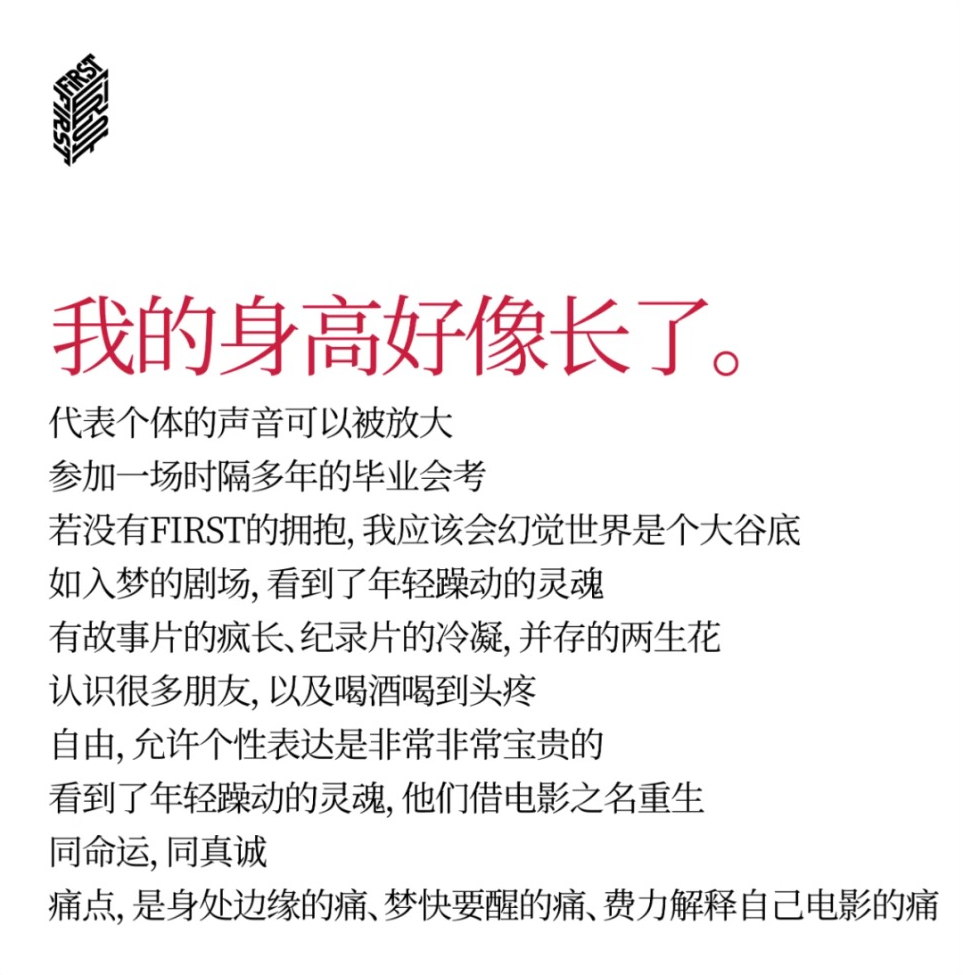 FIRST
FIRST
FIRST
我的身高好像长了。
代表个体的声音可以被放大
参加一场时隔多年的毕业会考
若没有FIRST的拥抱, 我应该会幻觉世界是个大谷底
如入梦的剧场, 看到了年轻躁动的灵魂
有故事片的疯长、纪录片的冷凝, 并存的两生花
认识很多朋友, 以及喝酒喝到头疼
自由, 允许个性表达是非常非常宝贵的
看到了年轻躁动的灵魂, 他们借电影之名重生
同命运, 同真诚
痛点, 是身处边缘的痛、梦快要醒的痛、费力解释自己电影的痛